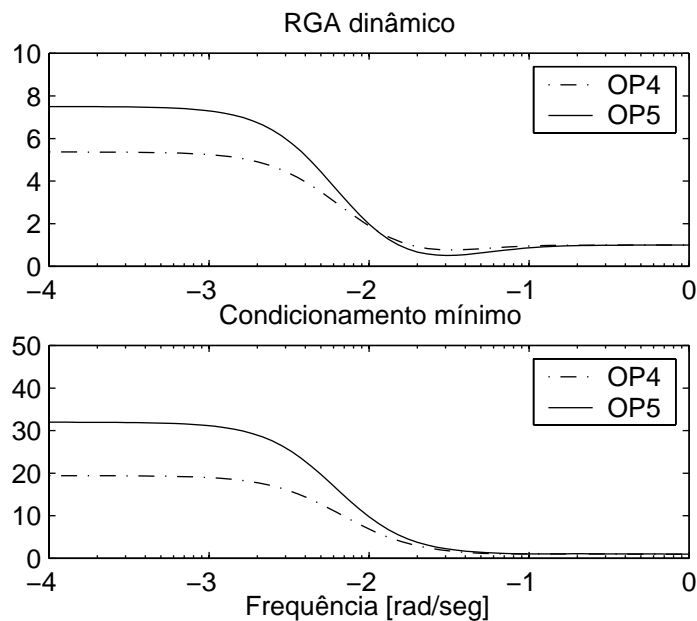 RGA dinâmico
10
8
6
4
2
0
OP4
OP5
−4 −3 −2 −1 0
Condicionamento mínimo
50
40
30
20
10
0
OP4
OP5
−4 −3 −2 −1 0
Frequência [rad/seg]